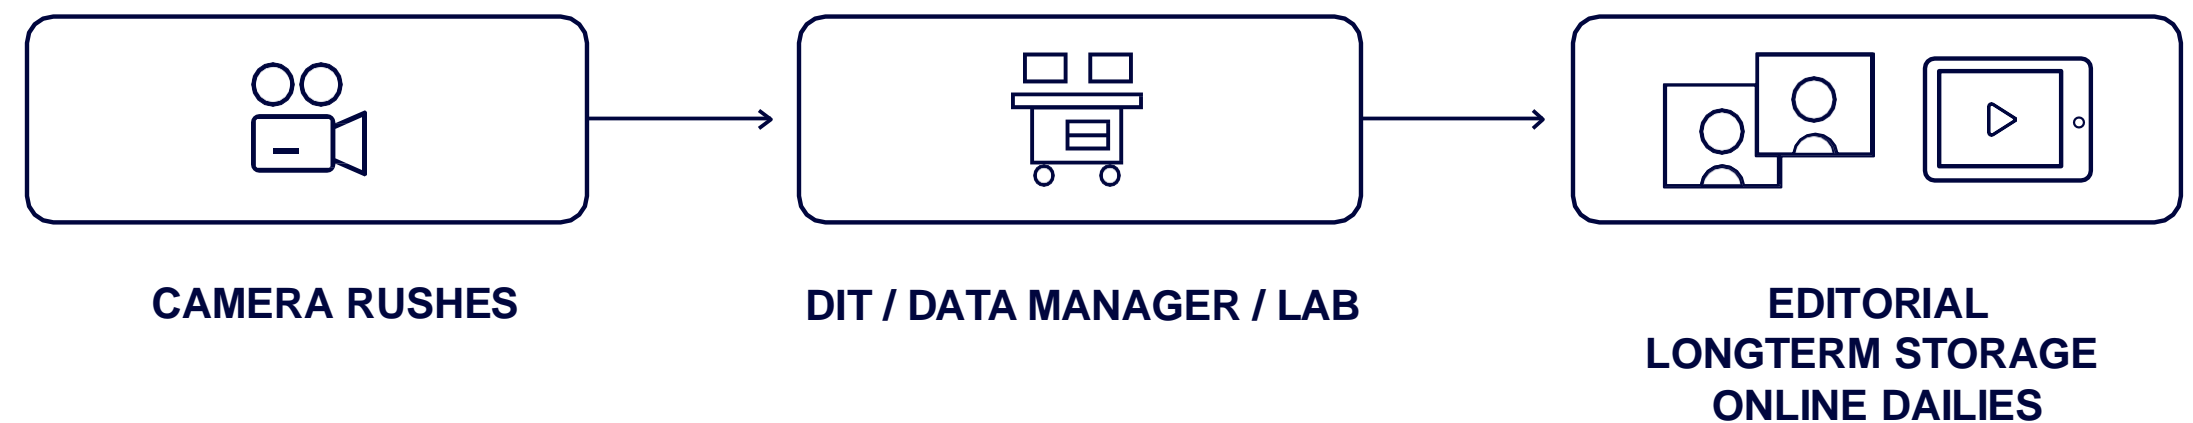 CAMERA RUSHES
DIT / DATA MANAGER / LAB
EDITORIAL
LONGTERM STORAGE
ONLINE DAILIES